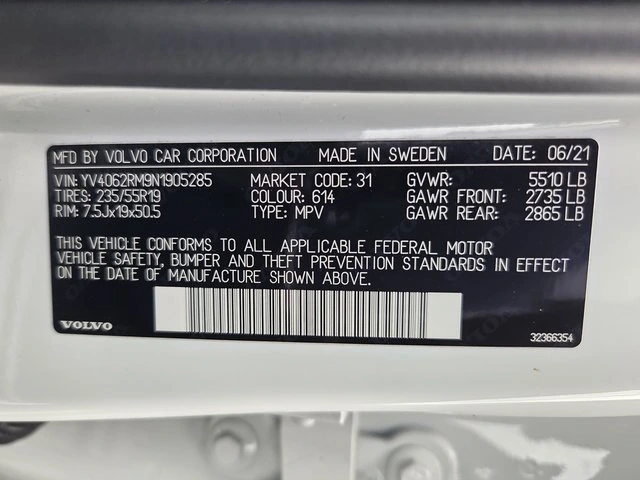 MFD BY VOLVO CAR CORPORATION MADE IN SWEDEN DATE: 06/21
VIN: YV4062RM9N1905285 MARKET CODE: 31 GVWR: 5510 LB
TIRES: 235/55R19 COLOUR: 614 GAWR FRONT: 2735 LB
RIM: 7.5Jx19x50.5 TYPE: MPV GAWR REAR: 2865 LB
THIS VEHICLE CONFORMS TO ALL APPLICABLE FEDERAL MOTOR
VEHICLE SAFETY, BUMPER AND THEFT PREVENTION STANDARDS IN EFFECT
ON THE DATE OF MANUFACTURE SHOWN ABOVE.
VOLVO 32366354